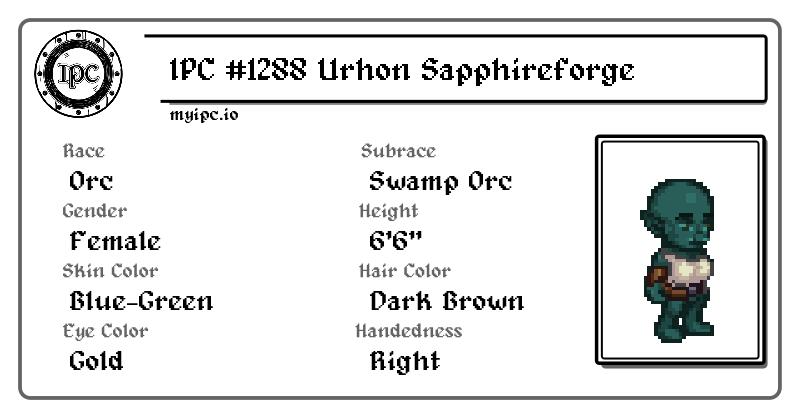 IPC
IPC #1288 Urhon Sapphireforge
myipc.io
Race
Orc
Subrace
Swamp Orc
Gender
Female
Height
6'6"
Skin Color
Blue-Green
Hair Color
Dark Brown
Eye Color
Gold
Handedness
Right